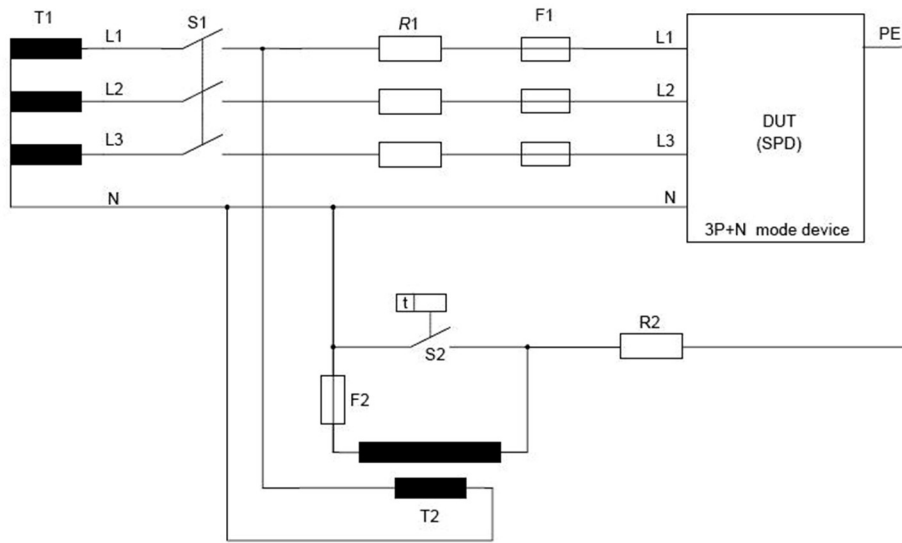 T1
S1
R1
F1
L1
L1
PE
L2
L2
DUT
(SPD)
L3
L3
N
N
3P+N mode device
t
S2
R2
F2
T2